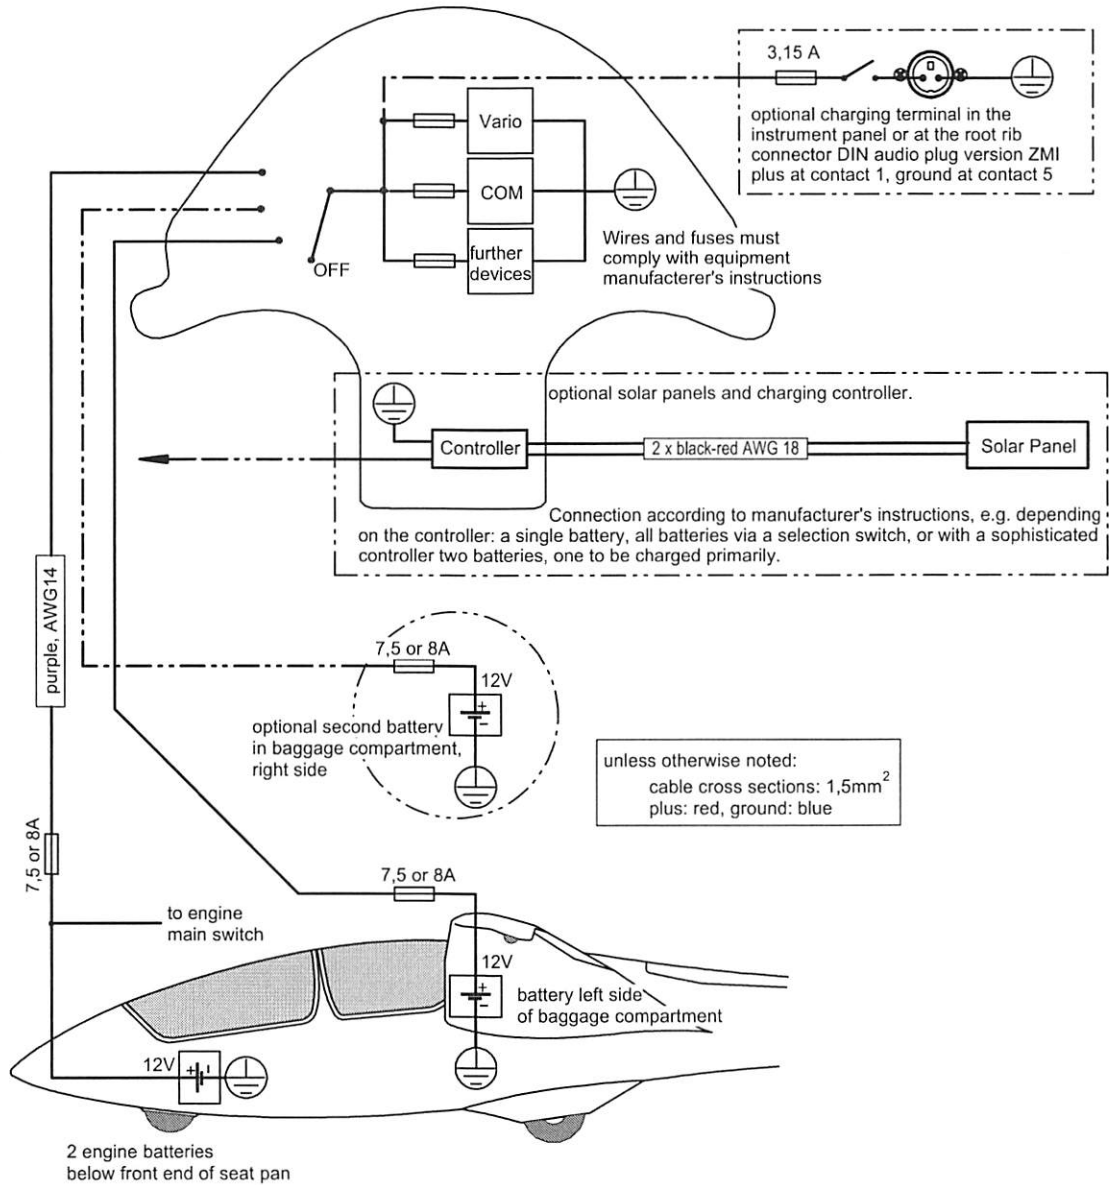 3,15 A
optional charging terminal in the
instrument panel or at the root rib
connector DIN audio plug version ZMI
plus at contact 1, ground at contact 5
Vario
COM
further
devices
OFF
Wires and fuses must
comply with equipment
manufacterer's instructions
optional solar panels and charging controller.
Controller
2 x black-red AWG 18
Solar Panel
Connection according to manufacturer's instructions, e.g. depending
on the controller: a single battery, all batteries via a selection switch, or with a sophisticated
controller two batteries, one to be charged primarily.
purple, AWG14
7,5 or 8A
12V
+
−
optional second battery
in baggage compartment,
right side
unless otherwise noted:
cable cross sections: 1,5mm²
plus: red, ground: blue
7,5 or 8A
7,5 or 8A
to engine
main switch
12V
+
−
battery left side
of baggage compartment
12V
+
−
2 engine batteries
below front end of seat pan